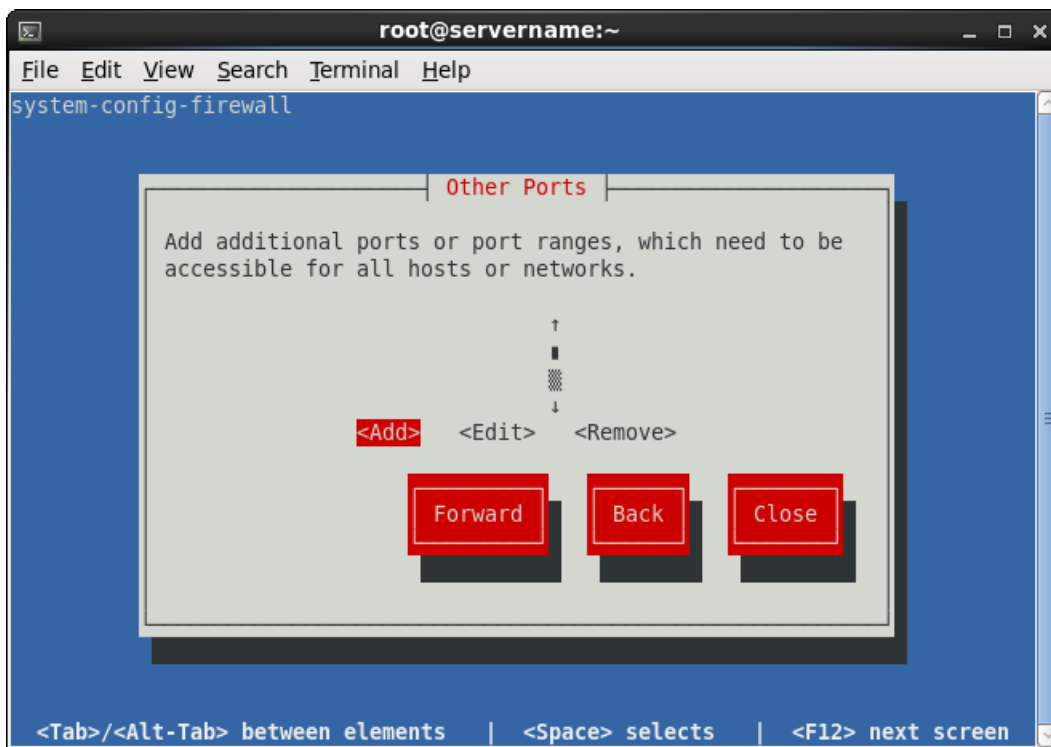 root@servername:~
File Edit View Search Terminal Help
system-config-firewall
Other Ports
Add additional ports or port ranges, which need to be
accessible for all hosts or networks.
↑
↓
<Add> <Edit> <Remove>
Forward Back Close
<Tab>/<Alt-Tab> between elements | <Space> selects | <F12> next screen